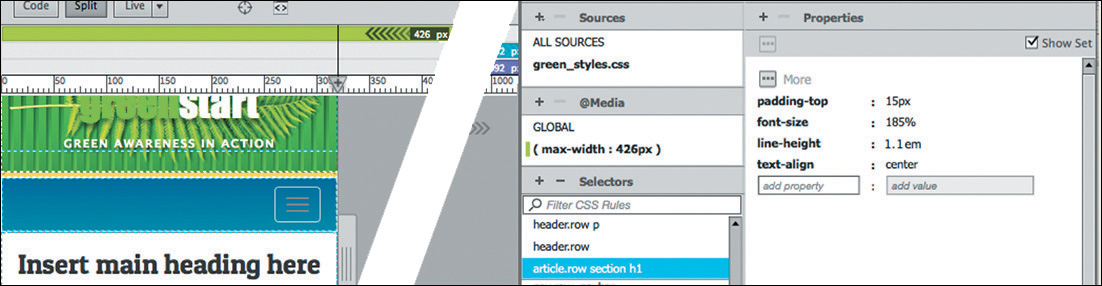 Code Split Live
426 px
2 px
92 px
0 50 100 150 200 250 300 350 1000
greenstart
GREEN AWARENESS IN ACTION
Insert main heading here
Sources
ALL SOURCES
green_styles.css
@Media
GLOBAL
( max-width : 426px )
Selectors
Filter CSS Rules
header.row p
header.row
article.row section h1
Properties
Show Set
More
padding-top : 15px
font-size : 185%
line-height : 1.1em
text-align : center
add property : add value